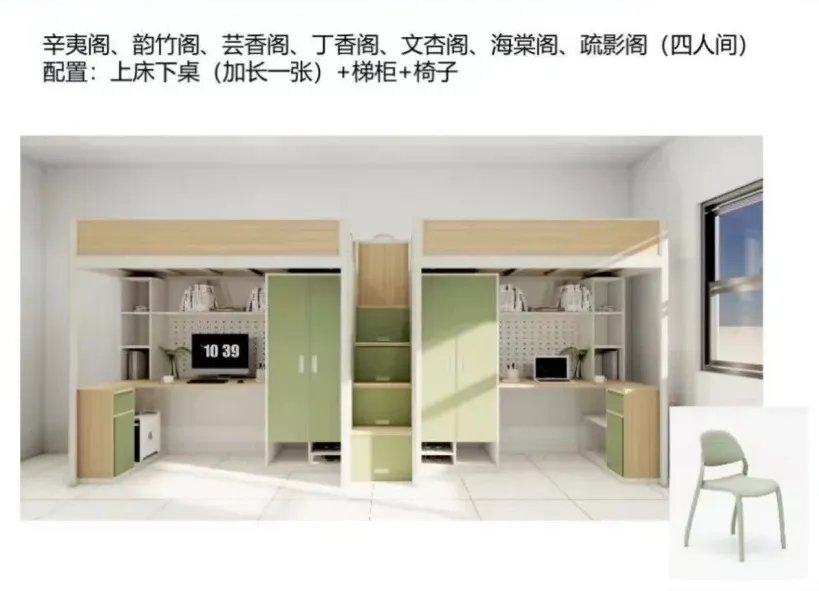 辛夷阁、韵竹阁、芸香阁、丁香阁、文杏阁、海棠阁、疏影阁（四人间）
配置：上床下桌（加长一张）+梯柜+椅子
10 39